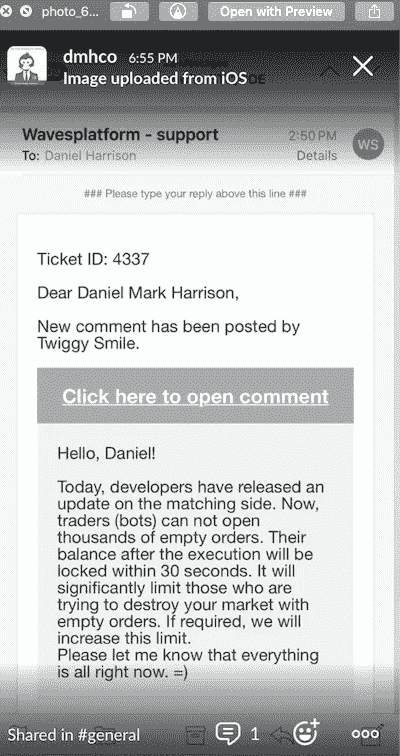 photo_6...
Open with Preview
dmhco 6:55 PM
Image uploaded from iOS
DE
Wavesplatform - support 2:50 PM
WS
To: Daniel Harrison Details
### Please type your reply above this line ###
Ticket ID: 4337
Dear Daniel Mark Harrison,
New comment has been posted by
Twiggy Smile.
Click here to open comment
Hello, Daniel!
Today, developers have released an
update on the matching side. Now,
traders (bots) can not open
thousands of empty orders. Their
balance after the execution will be
locked within 30 seconds. It will
significantly limit those who are
trying to destroy your market with
empty orders. If required, we will
increase this limit.
Please let me know that everything
is all right now. =)
Shared in #general 1